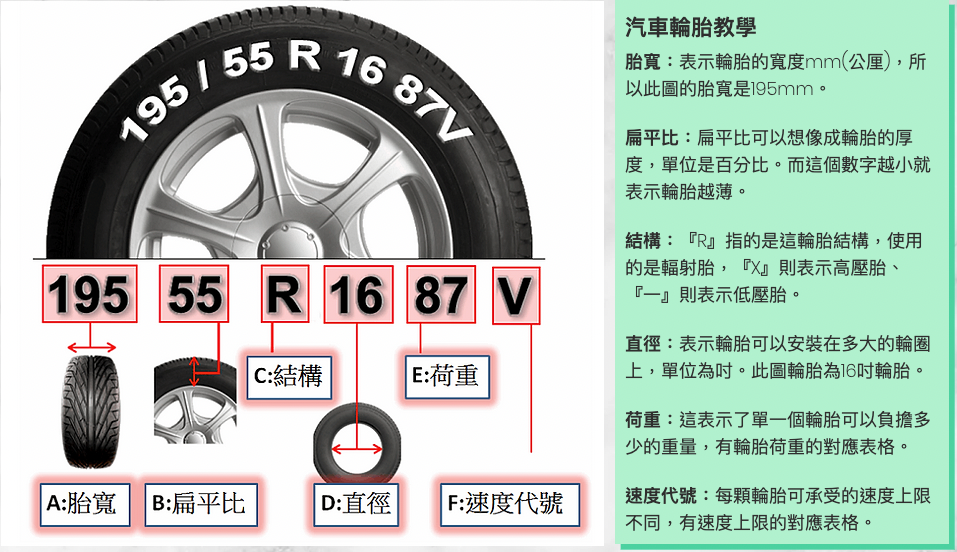 195 / 55 R 16 87V
195 55 R 16 87 V
C:結構
E:荷重
A:胎寬
B:扁平比
D:直徑
F:速度代號
汽車輪胎教學
胎寬：表示輪胎的寬度mm(公厘)，所
以此圖的胎寬是195mm。
扁平比：扁平比可以想像成輪胎的厚
度，單位是百分比。而這個數字越小就
表示輪胎越薄。
結構：『R』指的是這輪胎結構，使用
的是輻射胎，『X』則表示高壓胎、
『一』則表示低壓胎。
直徑：表示輪胎可以安裝在多大的輪圈
上，單位為吋。此圖輪胎為16吋輪胎。
荷重：這表示了單一個輪胎可以負擔多
少的重量，有輪胎荷重的對應表格。
速度代號：每顆輪胎可承受的速度上限
不同，有速度上限的對應表格。